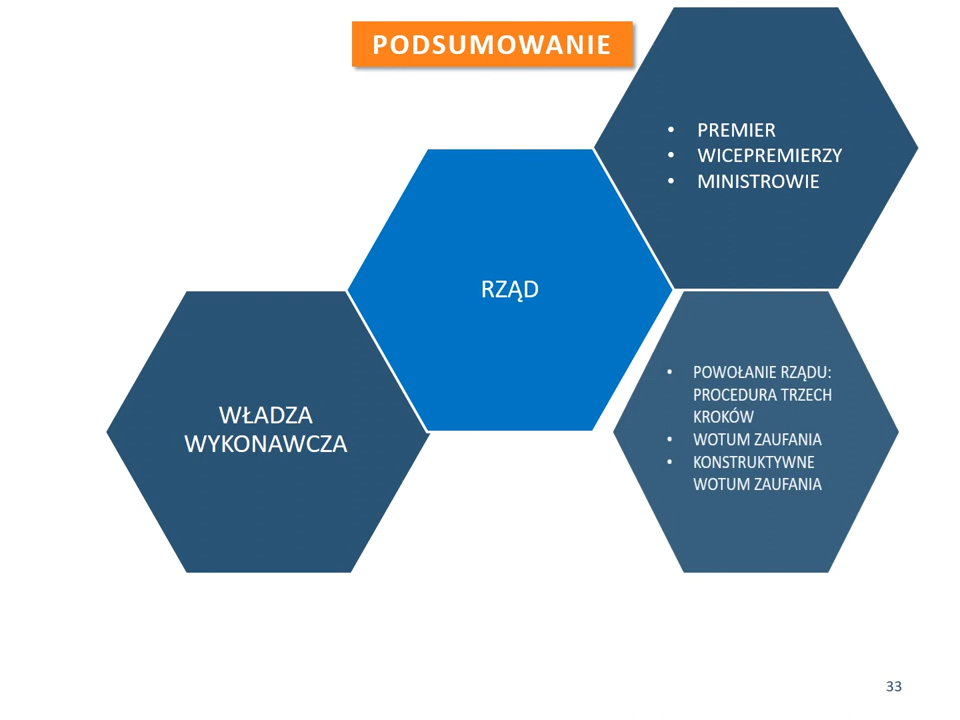 PODSUMOWANIE
• PREMIER
• WICEPREMIERZY
• MINISTROWIE
RZĄD
WŁADZA
WYKONAWCZA
• POWOŁANIE RZĄDU:
PROCEDURA TRZECH
KROKÓW
• WOTUM ZAUFANIA
• KONSTRUKTYWNE
WOTUM ZAUFANIA
33